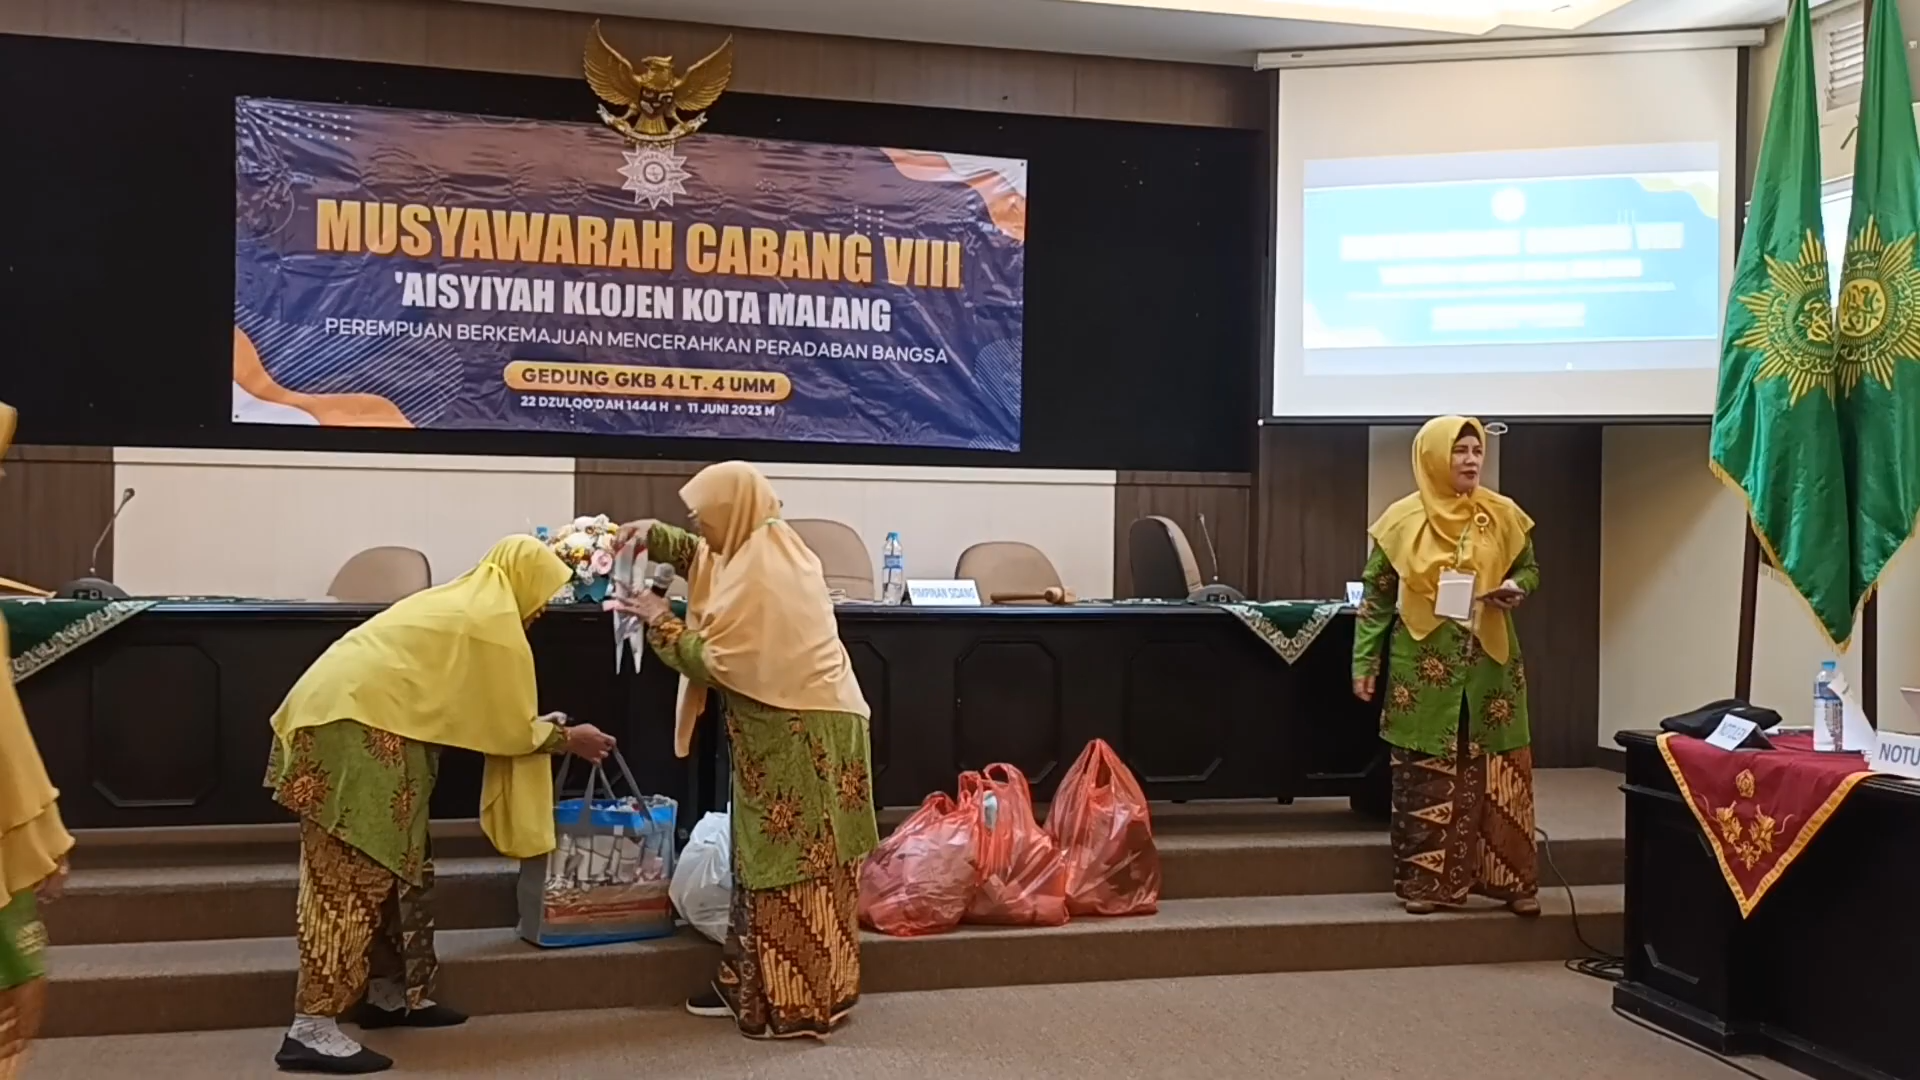 MUSYAWARAH CABANG VIII
'AISYIYAH KLOJEN KOTA MALANG
PEREMPUAN BERKEMAJUAN MENCERAHKAN PERADABAN BANGSA
GEDUNG GKB 4 LT. 4 UMM
22 DZULQO'DAH 1444 H = 11 JUNI 2023 M
PIMPINAN SIDANG
NOTULEN
NOTU